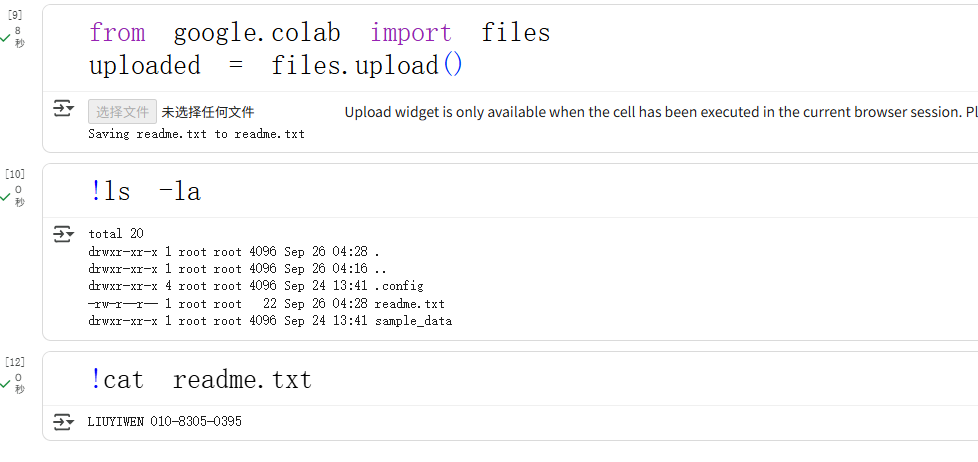 [9]
8
秒
from google.colab import files
uploaded = files.upload()
选择文件 未选择任何文件 Upload widget is only available when the cell has been executed in the current browser session.
Saving readme.txt to readme.txt
[10]
0
秒
!ls -la
total 20
drwxr-xr-x 1 root root 4096 Sep 26 04:28 .
drwxr-xr-x 1 root root 4096 Sep 26 04:16 ..
drwxr-xr-x 4 root root 4096 Sep 24 13:41 .config
-rw-r--r-- 1 root root   22 Sep 26 04:28 readme.txt
drwxr-xr-x 1 root root 4096 Sep 24 13:41 sample_data
[12]
0
秒
!cat readme.txt
LIUYIWEN 010-8305-0395